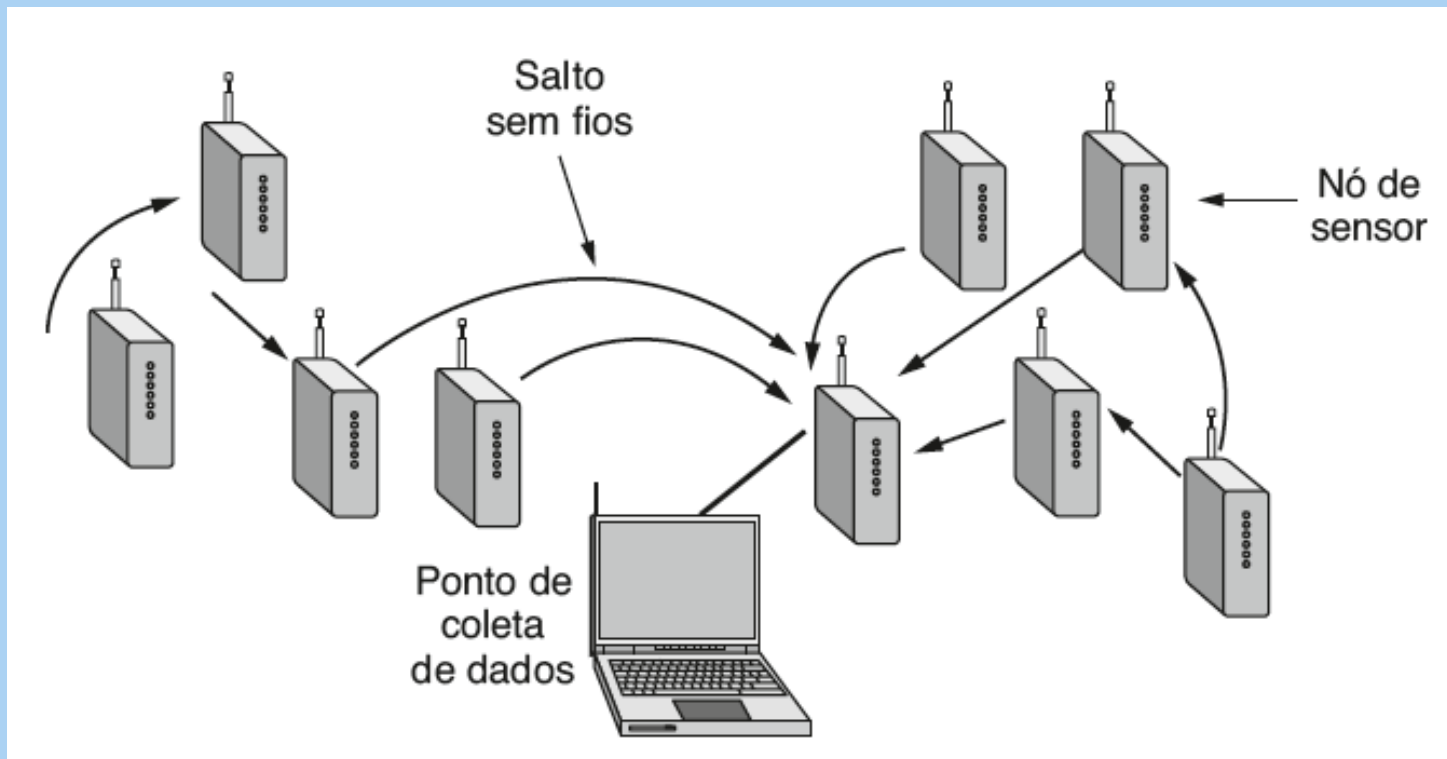 Salto
sem fios
Nó de
sensor
Ponto de
coleta
de dados